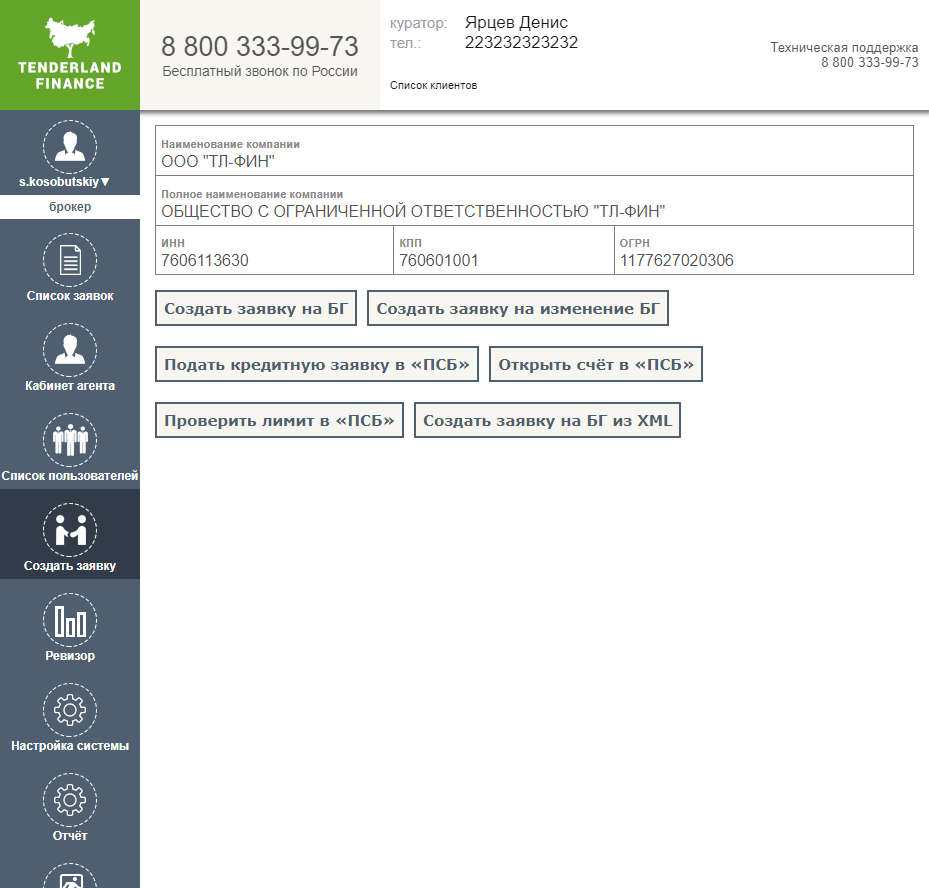 TENDERLAND
FINANCE
8 800 333-99-73
Бесплатный звонок по России
куратор: Ярцев Денис
тел.: 223232323232
Список клиентов
Техническая поддержка
8 800 333-99-73
s.kosobutskiy▼
брокер
Список заявок
Кабинет агента
Список пользователей
Создать заявку
Ревизор
Настройка системы
Отчёт
Наименование компании
ООО "ТЛ-ФИН"
Полное наименование компании
ОБЩЕСТВО С ОГРАНИЧЕННОЙ ОТВЕТСТВЕННОСТЬЮ "ТЛ-ФИН"
ИНН КПП ОГРН
7606113630 760601001 1177627020306
Создать заявку на БГ Создать заявку на изменение БГ
Подать кредитную заявку в «ПСБ» Открыть счёт в «ПСБ»
Проверить лимит в «ПСБ» Создать заявку на БГ из XML